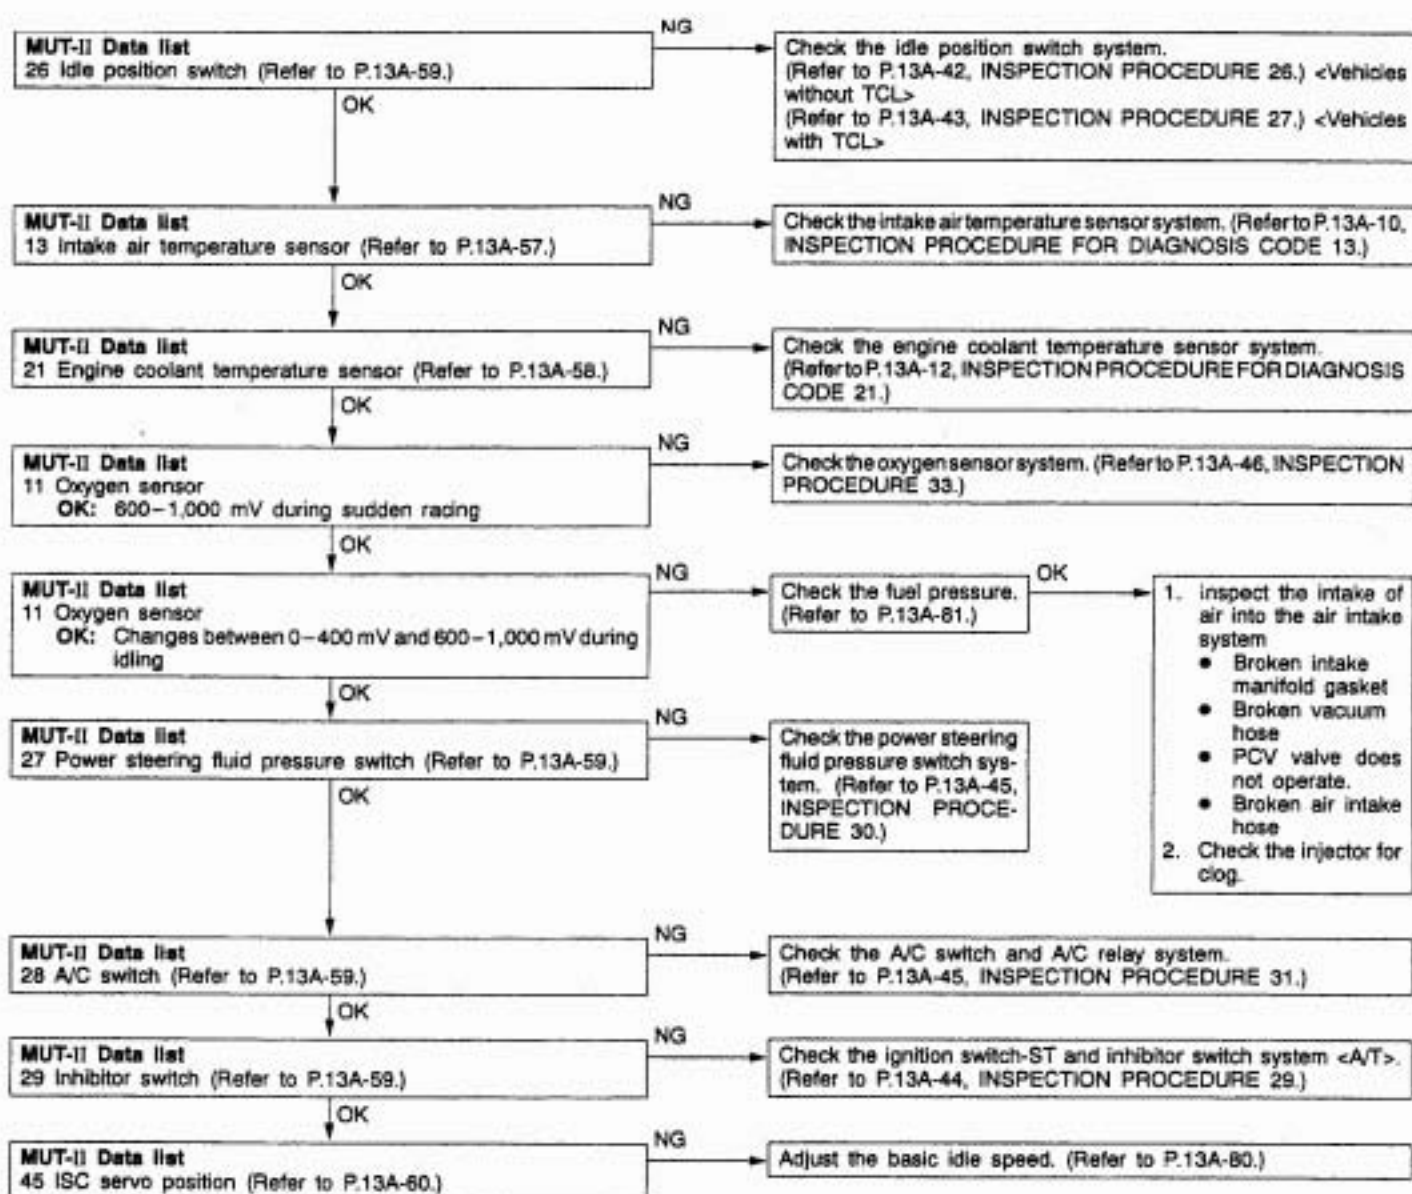 MUT-II Data list
26 Idle position switch (Refer to P.13A-59.)
NG
Check the idle position switch system.
(Refer to P.13A-42, INSPECTION PROCEDURE 26.) <Vehicles
without TCL>
(Refer to P.13A-43, INSPECTION PROCEDURE 27.) <Vehicles
with TCL>
OK
MUT-II Data list
13 Intake air temperature sensor (Refer to P.13A-57.)
NG
Check the intake air temperature sensor system. (Refer to P.13A-10,
INSPECTION PROCEDURE FOR DIAGNOSIS CODE 13.)
OK
MUT-II Data list
21 Engine coolant temperature sensor (Refer to P.13A-58.)
NG
Check the engine coolant temperature sensor system.
(Refer to P.13A-12, INSPECTION PROCEDURE FOR DIAGNOSIS
CODE 21.)
OK
MUT-II Data list
11 Oxygen sensor
OK: 600–1,000 mV during sudden racing
NG
Check the oxygen sensor system. (Refer to P.13A-46, INSPECTION
PROCEDURE 33.)
OK
MUT-II Data list
11 Oxygen sensor
OK: Changes between 0–400 mV and 600–1,000 mV during
idling
NG
Check the fuel pressure.
(Refer to P.13A-81.)
OK
1. Inspect the intake of
air into the air intake
system
● Broken intake
manifold gasket
● Broken vacuum
hose
● PCV valve does
not operate.
● Broken air intake
hose
2. Check the injector for
clog.
OK
MUT-II Data list
27 Power steering fluid pressure switch (Refer to P.13A-59.)
NG
Check the power steering
fluid pressure switch sys-
tem. (Refer to P.13A-45,
INSPECTION PROCE-
DURE 30.)
OK
MUT-II Data list
28 A/C switch (Refer to P.13A-59.)
NG
Check the A/C switch and A/C relay system.
(Refer to P.13A-45, INSPECTION PROCEDURE 31.)
OK
MUT-II Data list
29 Inhibitor switch (Refer to P.13A-59.)
NG
Check the ignition switch-ST and inhibitor switch system <A/T>.
(Refer to P.13A-44, INSPECTION PROCEDURE 29.)
OK
MUT-II Data list
45 ISC servo position (Refer to P.13A-60.)
NG
Adjust the basic idle speed. (Refer to P.13A-80.)